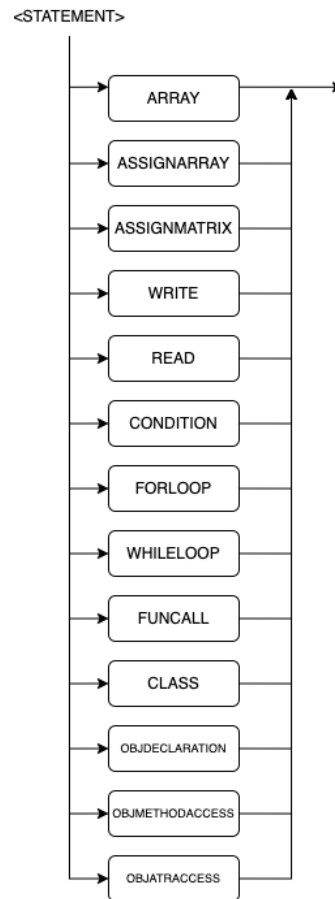 <STATEMENT>
ARRAY
ASSIGNARRAY
ASSIGNMATRIX
WRITE
READ
CONDITION
FORLOOP
WHILELOOP
FUNCALL
CLASS
OBJDECLARATION
OBJMETHODACCESS
OBJATRACCESS